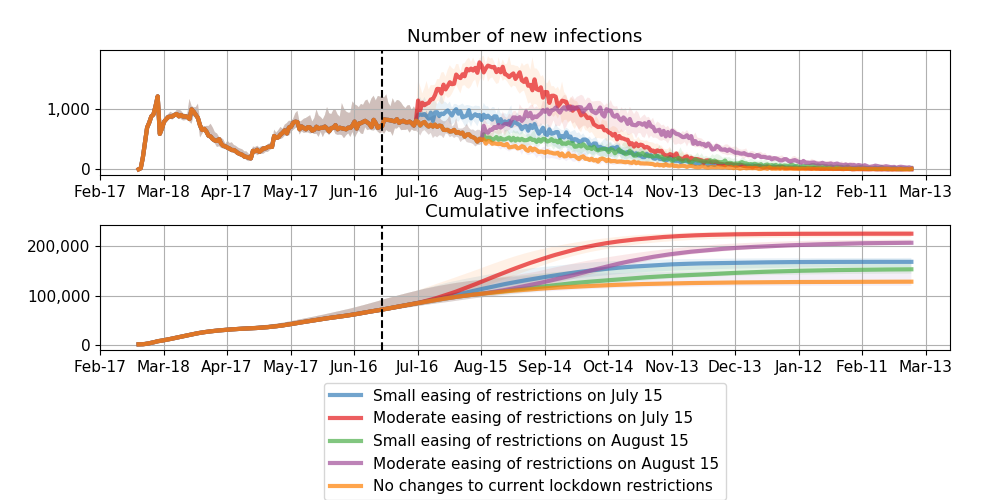 Number of new infections
1,000
0
Feb-17 Mar-18 Apr-17 May-17 Jun-16 Jul-16 Aug-15 Sep-14 Oct-14 Nov-13 Dec-13 Jan-12 Feb-11 Mar-13
Cumulative infections
200,000
100,000
0
Feb-17 Mar-18 Apr-17 May-17 Jun-16 Jul-16 Aug-15 Sep-14 Oct-14 Nov-13 Dec-13 Jan-12 Feb-11 Mar-13
Small easing of restrictions on July 15
Moderate easing of restrictions on July 15
Small easing of restrictions on August 15
Moderate easing of restrictions on August 15
No changes to current lockdown restrictions